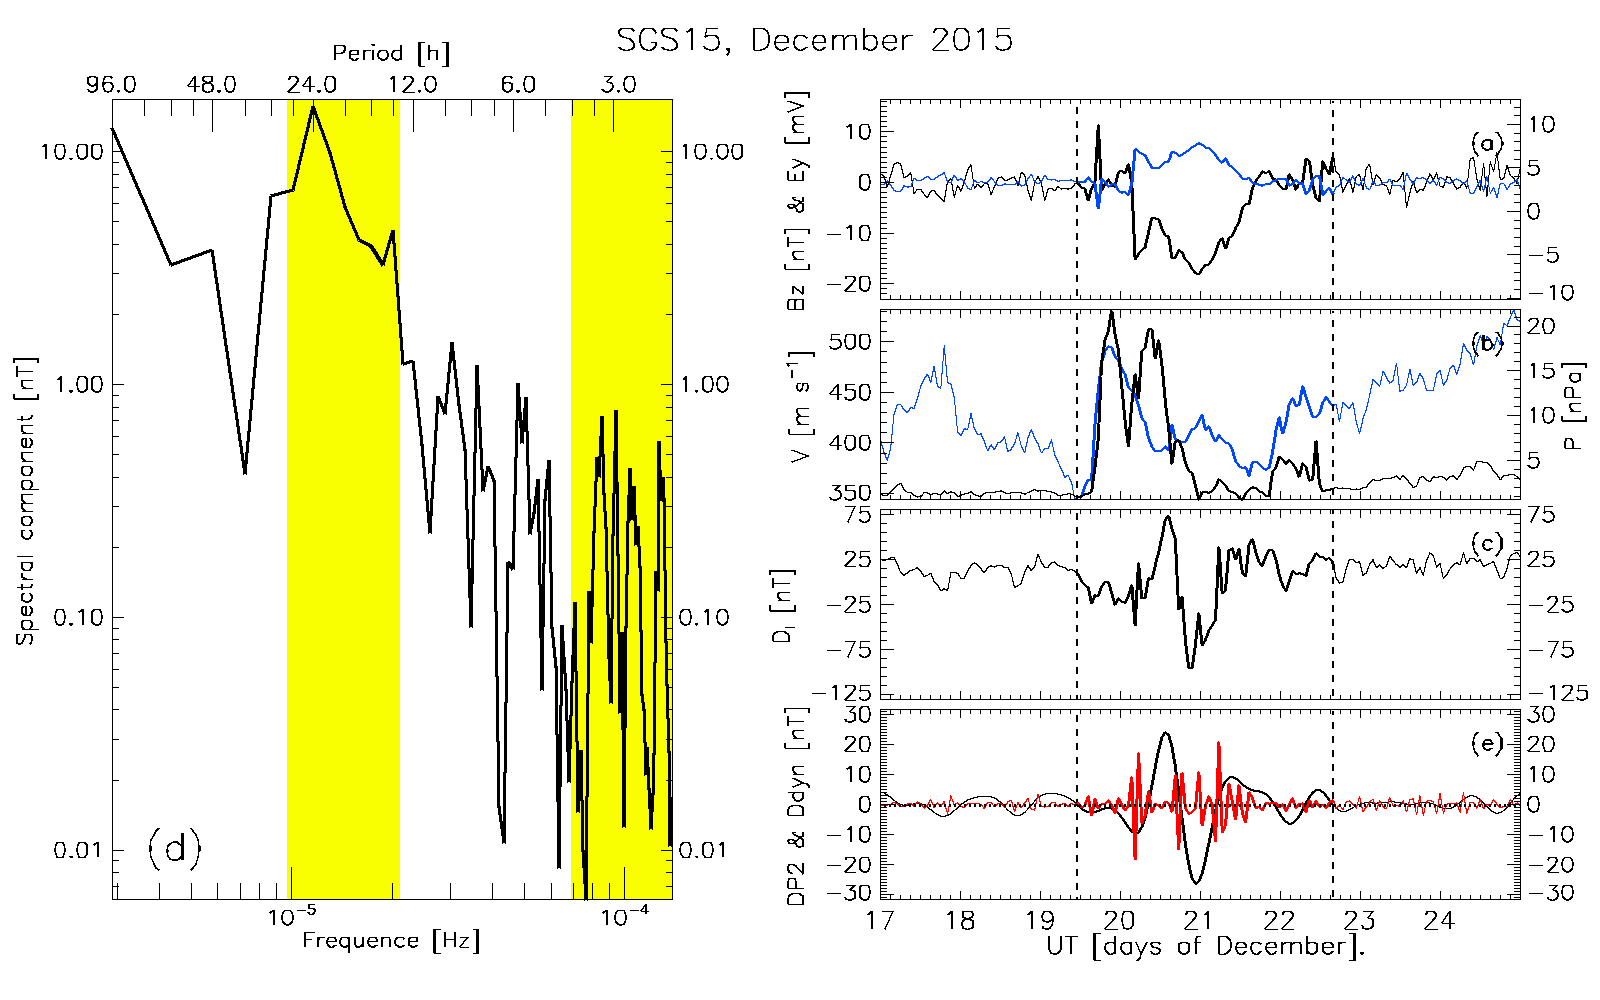 SGS15, December 2015
Period [h]
96.0 48.0 24.0 12.0 6.0 3.0
Spectral component [nT]
10.00 10.00
1.00 1.00
0.10 0.10
0.01 0.01
(d)
10-5 10-4
Frequence [Hz]
Bz [nT] & Ey [mV]
10 0 -10 -20
(a)
10 5 0 -5 -10
V [m s-1]
500 450 400 350
(b)
20 15 10 5
P [nPa]
DI [nT]
75 25 -25 -75 -125
(c)
75 25 -25 -75 -125
DP2 & Ddyn [nT]
30 20 10 0 -10 -20 -30
(e)
30 20 10 0 -10 -20 -30
17 18 19 20 21 22 23 24
UT [days of December].